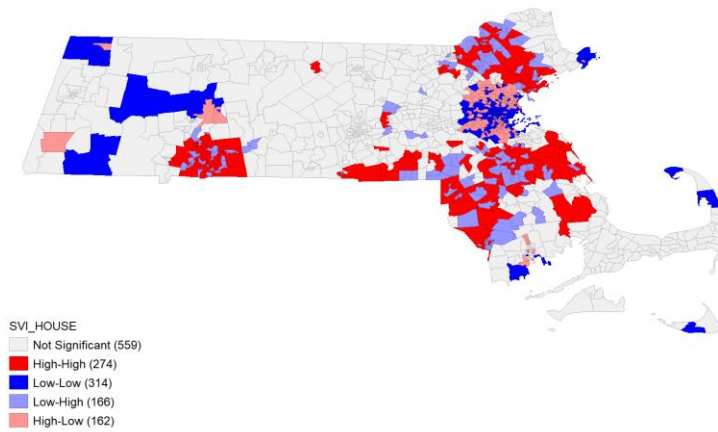 SVI_HOUSE
Not Significant (559)
High-High (274)
Low-Low (314)
Low-High (166)
High-Low (162)